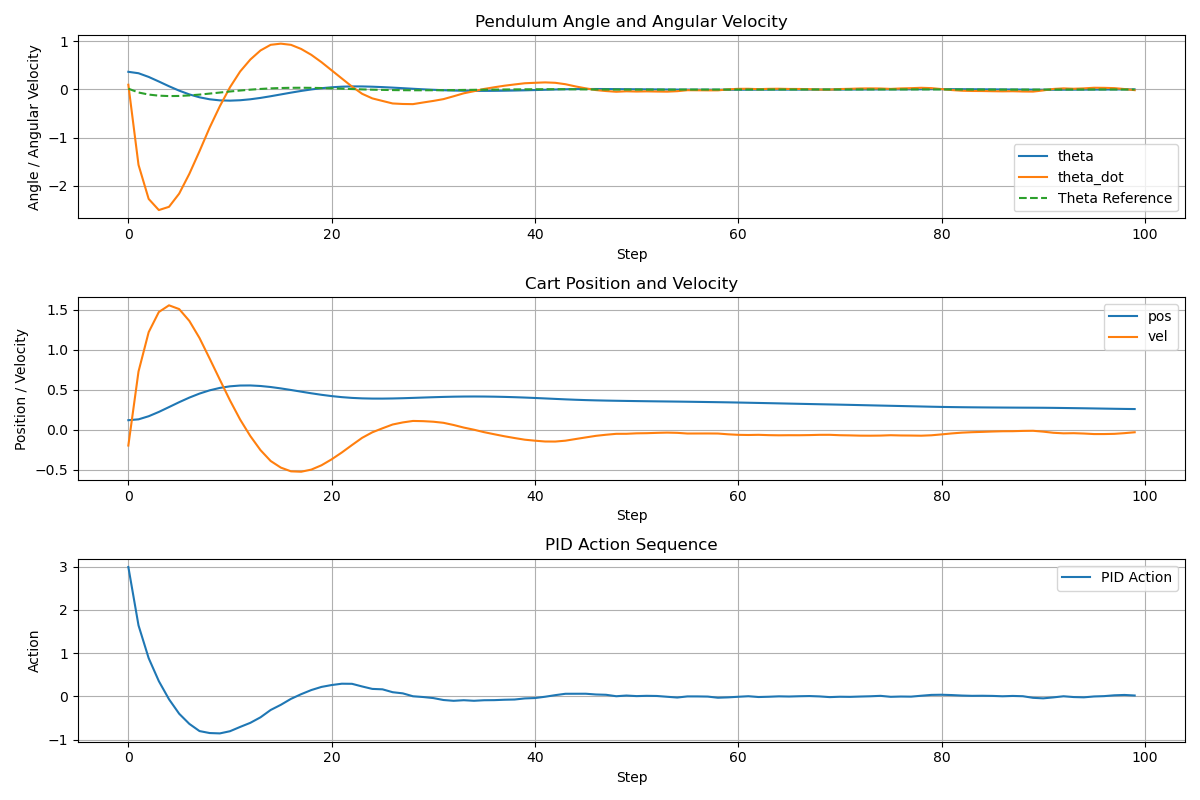 Pendulum Angle and Angular Velocity
Angle / Angular Velocity
1
0
−1
−2
theta
theta_dot
Theta Reference
0 20 40 60 80 100
Step
Cart Position and Velocity
Position / Velocity
1.5
1.0
0.5
0.0
−0.5
pos
vel
0 20 40 60 80 100
Step
PID Action Sequence
Action
3
2
1
0
−1
PID Action
0 20 40 60 80 100
Step